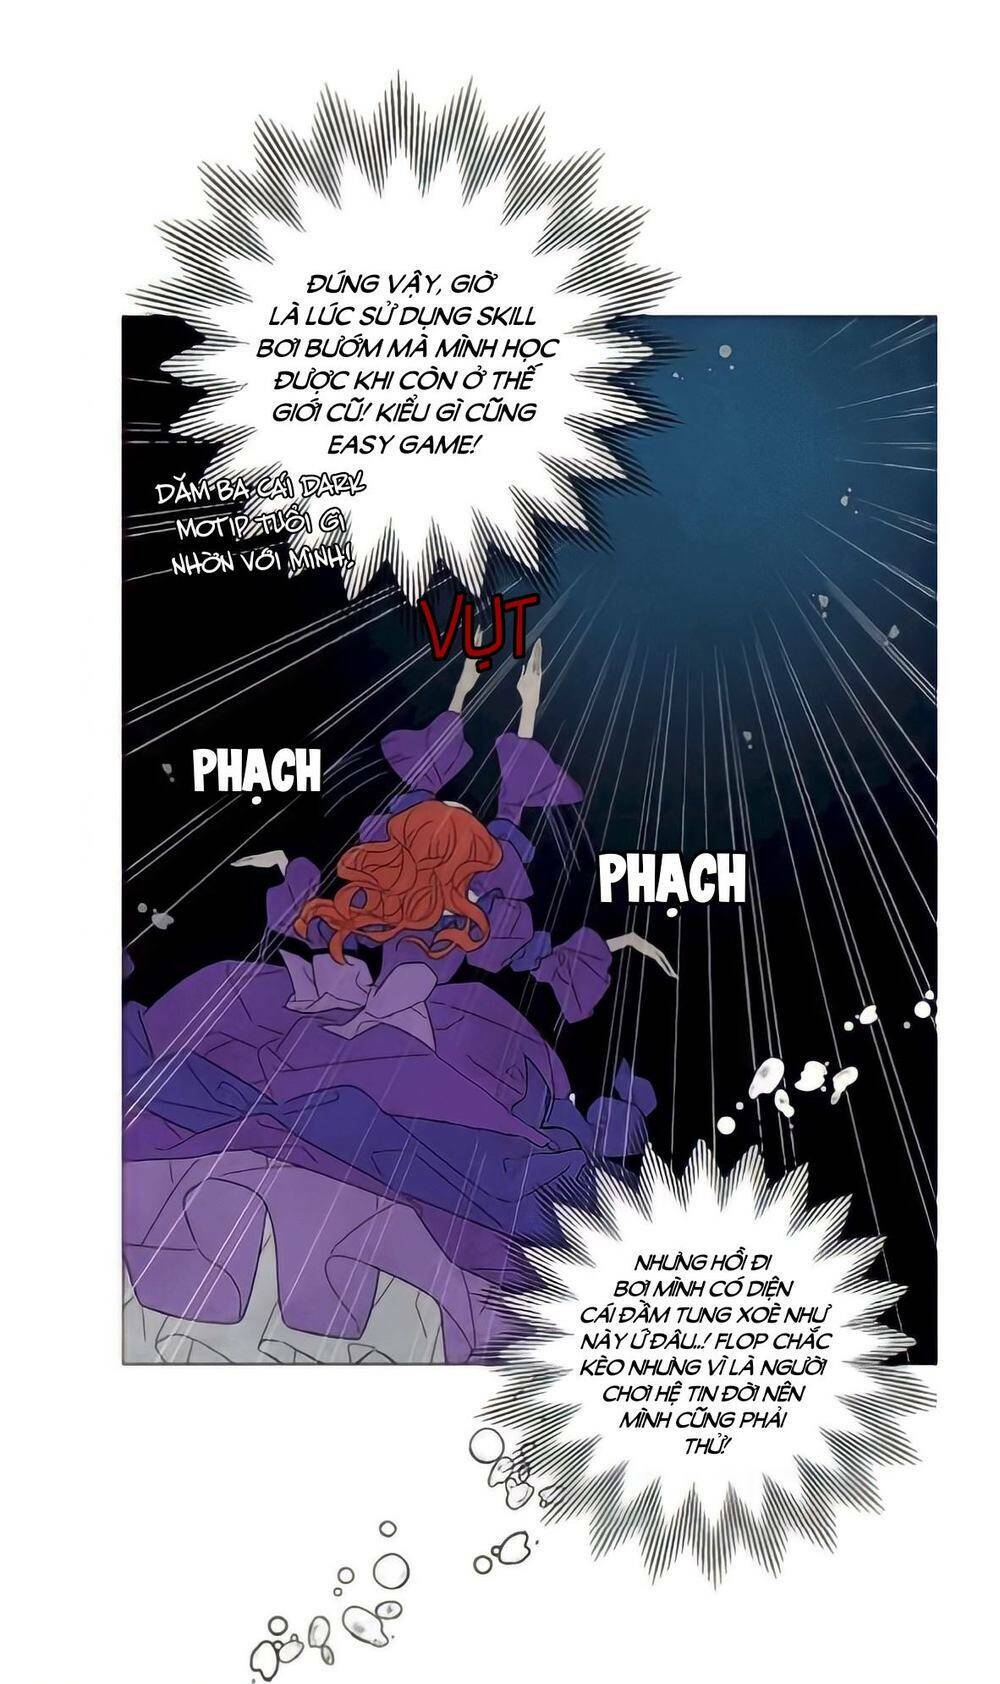 ĐÚNG VẬY, GIỜ
LÀ LÚC SỬ DỤNG SKILL
BƠI BƯỚM MÀ MÌNH HỌC
ĐƯỢC KHI CÒN Ở THẾ
GIỚI CŨ! KIỂU GÌ CŨNG
EASY GAME!
DĂM BA CÁI DARK
MOTIP TUỔI GÌ
NHỜN VỚI MÌNH!
VỤT
PHẠCH
PHẠCH
NHƯNG HỒI ĐI
BƠI MÌNH CÓ DIỆN
CÁI ĐẦM TUNG XOÈ NHƯ
NÀY Ứ ĐÂU..! FLOP CHẮC
KÈO NHƯNG VÌ LÀ NGƯỜI
CHƠI HỆ TIN ĐỜI NÊN
MÌNH CŨNG PHẢI
THỬ!